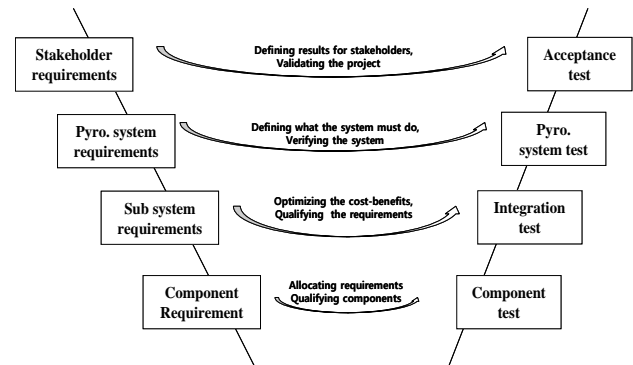 Stakeholder
requirements
Defining results for stakeholders,
Validating the project
Acceptance
test
Pyro. system
requirements
Defining what the system must do,
Verifying the system
Pyro.
system test
Sub system
requirements
Optimizing the cost-benefits,
Qualifying the requirements
Integration
test
Component
Requirement
Allocating requirements
Qualifying components
Component
test